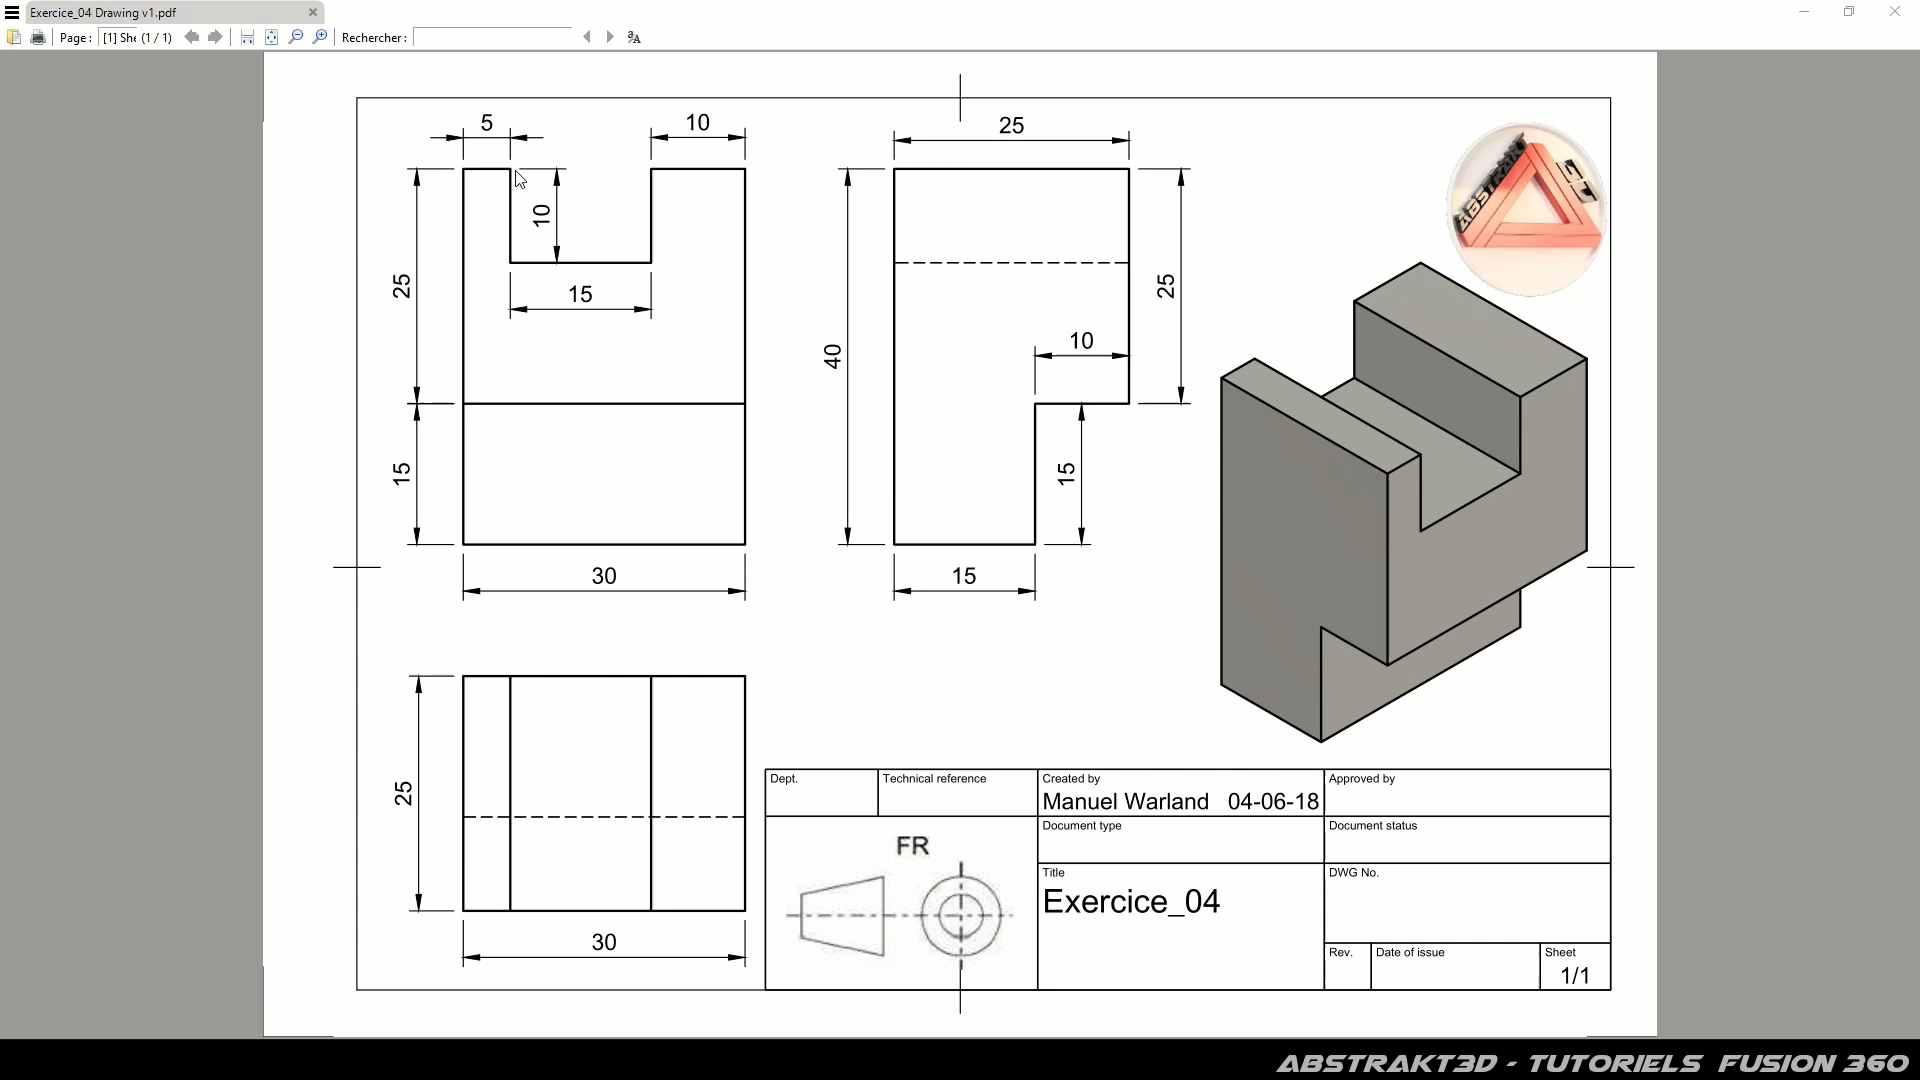 Exercice_04 Drawing v1.pdf
Page : [1] She (1 / 1) Rechercher :
5
10
25
10
25
15
15
30
25
40
25
10
15
15
25
30
ABSTRAKT
3D
Dept.
Technical reference
Created by
Manuel Warland 04-06-18
Approved by
Document type
Document status
FR
Title
Exercice_04
DWG No.
Rev.
Date of issue
Sheet
1/1
ABSTRAKT3D - TUTORIELS FUSION 360